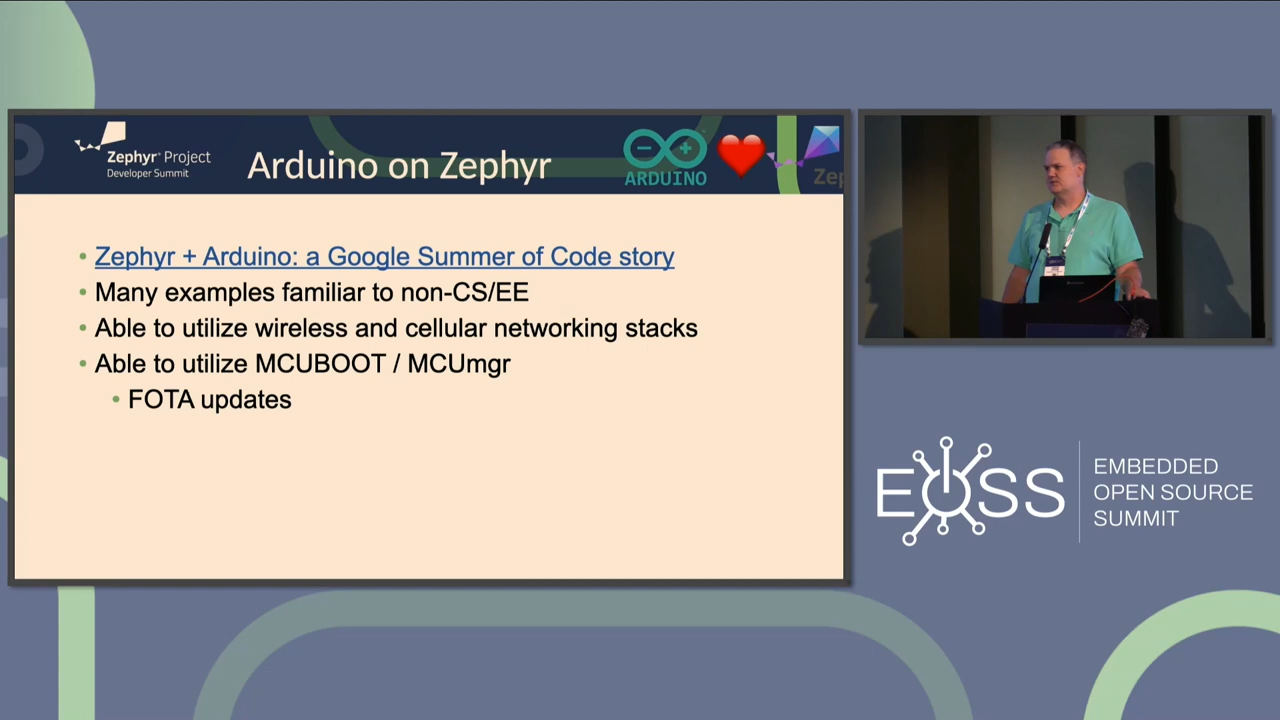 Zephyr® Project
Developer Summit
Arduino on Zephyr
ARDUINO
Zep
Zephyr + Arduino: a Google Summer of Code story
Many examples familiar to non-CS/EE
Able to utilize wireless and cellular networking stacks
Able to utilize MCUBOOT / MCUmgr
FOTA updates
EOSS
EMBEDDED
OPEN SOURCE
SUMMIT